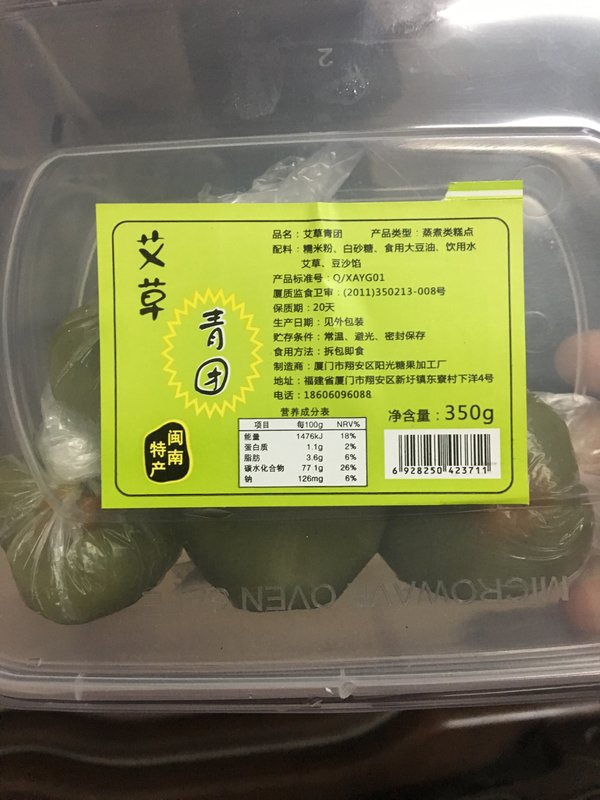 2
艾草
青团
闽南
特产
品名：艾草青团 产品类型：蒸煮类糕点
配料：糯米粉、白砂糖、食用大豆油、饮用水
艾草、豆沙馅
产品标准号：Q/XAYG01
厦质监食卫审：(2011)350213-008号
保质期：20天
生产日期：见外包装
贮存条件：常温、避光、密封保存
食用方法：拆包即食
制造商：厦门市翔安区阳光糖果加工厂
地址：福建省厦门市翔安区新圩镇东寮村下洋4号
电话：18606096088
营养成分表
项目 每100g NRV%
能量 1476kJ 18%
蛋白质 1.1g 2%
脂肪 3.6g 6%
碳水化合物 77.1g 26%
钠 126mg 6%
净含量：350g
6 928250 423711
MICROWAVE OVEN